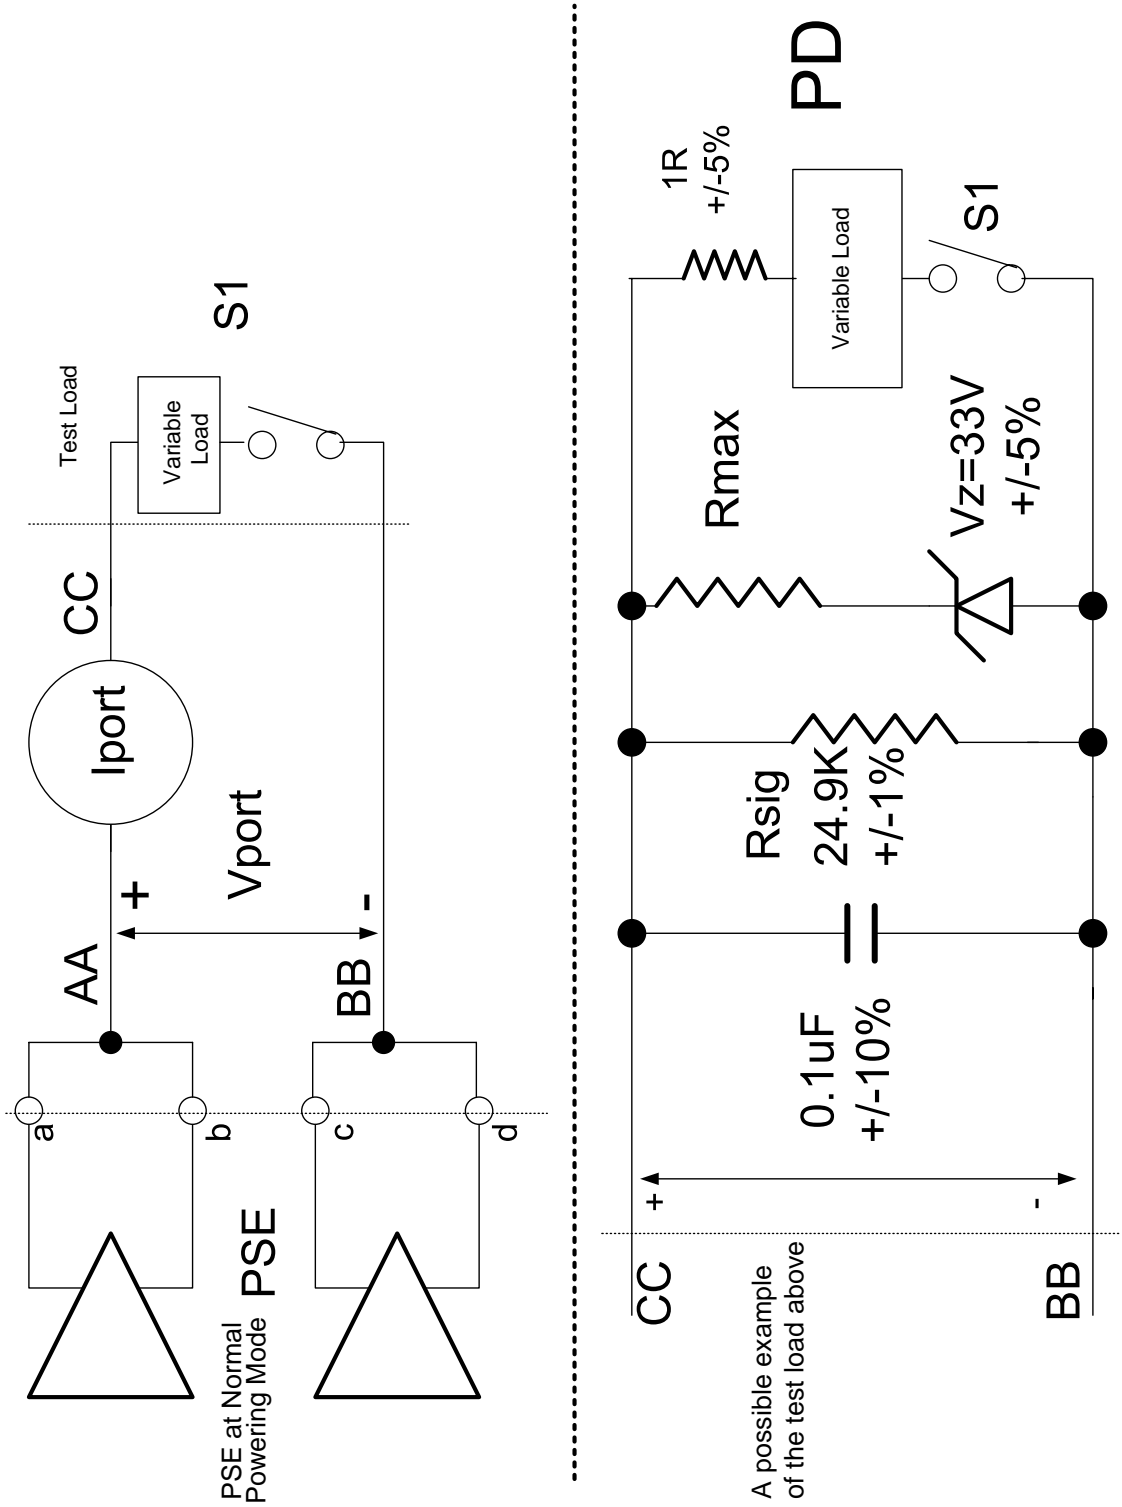 PSE at Normal
Powering Mode
PSE
a
b
c
d
AA
BB
+
-
Vport
Iport
CC
Test Load
Variable
Load
S1
A possible example
of the test load above
CC
BB
+
-
0.1uF
+/-10%
Rsig
24.9K
+/-1%
Rmax
Vz=33V
+/-5%
1R
+/-5%
Variable Load
S1
PD